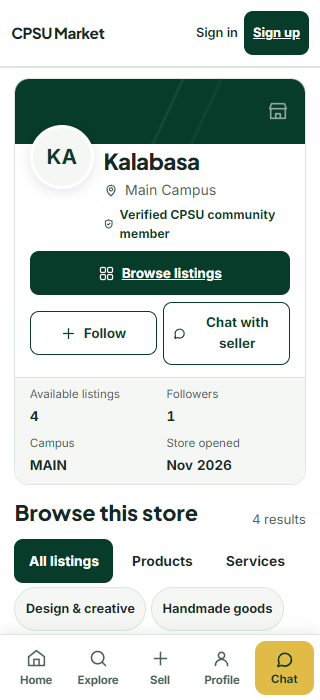 CPSU Market
Sign in
Sign up
KA
Kalabasa
Main Campus
Verified CPSU community
member
Browse listings
Follow
Chat with
seller
Available listings
Followers
4
1
Campus
Store opened
MAIN
Nov 2026
Browse this store
4 results
All listings
Products
Services
Design & creative
Handmade goods
Home
Explore
Sell
Profile
Chat